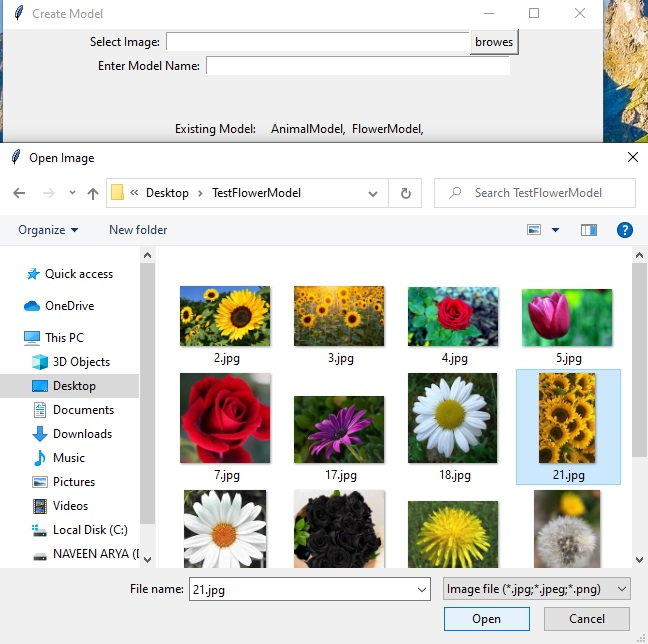 Create Model
Select Image: browes
Enter Model Name:
Existing Model: AnimalModel, FlowerModel,
Open Image
« Desktop › TestFlowerModel
Search TestFlowerModel
Organize New folder
Quick access
OneDrive
This PC
3D Objects
Desktop
Documents
Downloads
Music
Pictures
Videos
Local Disk (C:)
NAVEEN ARYA (D
2.jpg 3.jpg 4.jpg 5.jpg
7.jpg 17.jpg 18.jpg 21.jpg
File name: 21.jpg Image file (*.jpg;*.jpeg;*.png)
Open Cancel